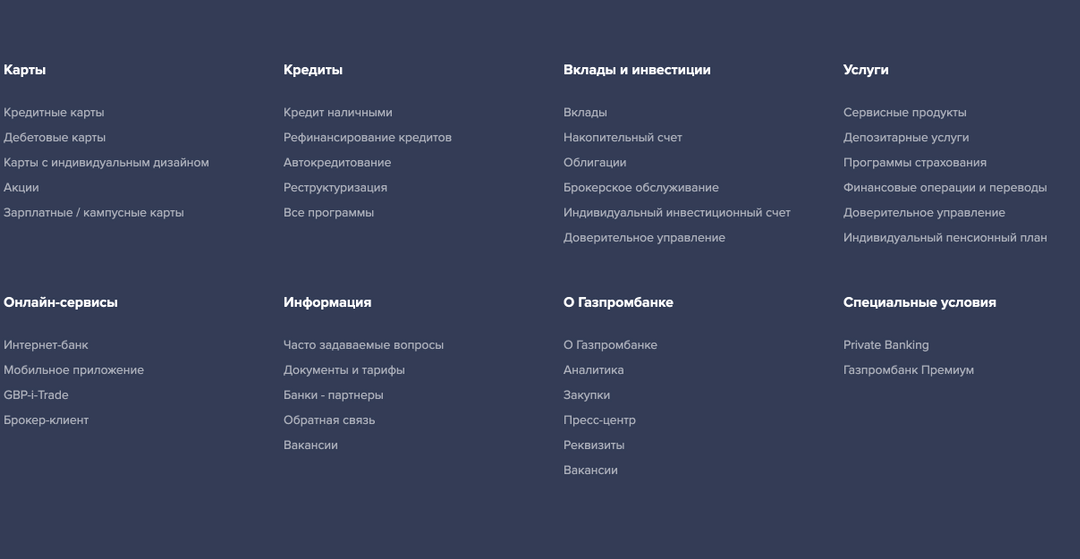 Карты
Кредитные карты
Дебетовые карты
Карты с индивидуальным дизайном
Акции
Зарплатные / кампусные карты
Кредиты
Кредит наличными
Рефинансирование кредитов
Автокредитование
Реструктуризация
Все программы
Вклады и инвестиции
Вклады
Накопительный счет
Облигации
Брокерское обслуживание
Индивидуальный инвестиционный счет
Доверительное управление
Услуги
Сервисные продукты
Депозитарные услуги
Программы страхования
Финансовые операции и переводы
Доверительное управление
Индивидуальный пенсионный план
Онлайн-сервисы
Интернет-банк
Мобильное приложение
GBP-i-Trade
Брокер-клиент
Информация
Часто задаваемые вопросы
Документы и тарифы
Банки - партнеры
Обратная связь
Вакансии
О Газпромбанке
О Газпромбанке
Аналитика
Закупки
Пресс-центр
Реквизиты
Вакансии
Специальные условия
Private Banking
Газпромбанк Премиум